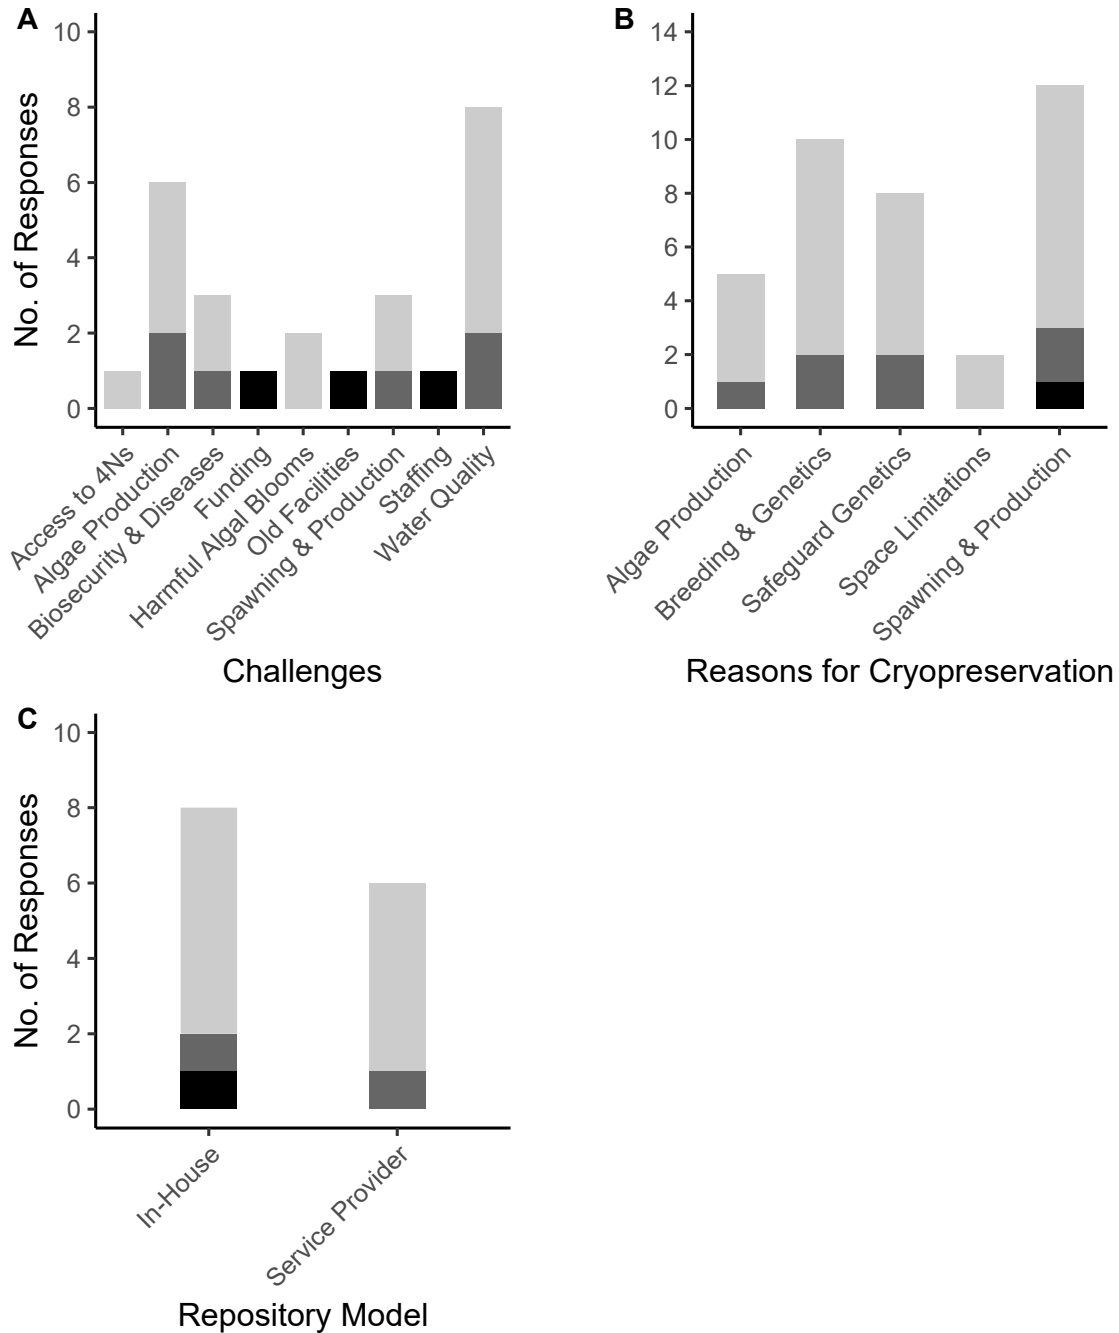 A
10
8
6
4
2
0
No. of Responses
Access to 4Ns
Algae Production
Biosecurity & Diseases
Funding
Harmful Algal Blooms
Old Facilities
Spawning & Production
Staffing
Water Quality
Challenges
B
14
12
10
8
6
4
2
0
Algae Production
Breeding & Genetics
Safeguard Genetics
Space Limitations
Spawning & Production
Reasons for Cryopreservation
C
10
8
6
4
2
0
No. of Responses
In-House
Service Provider
Repository Model